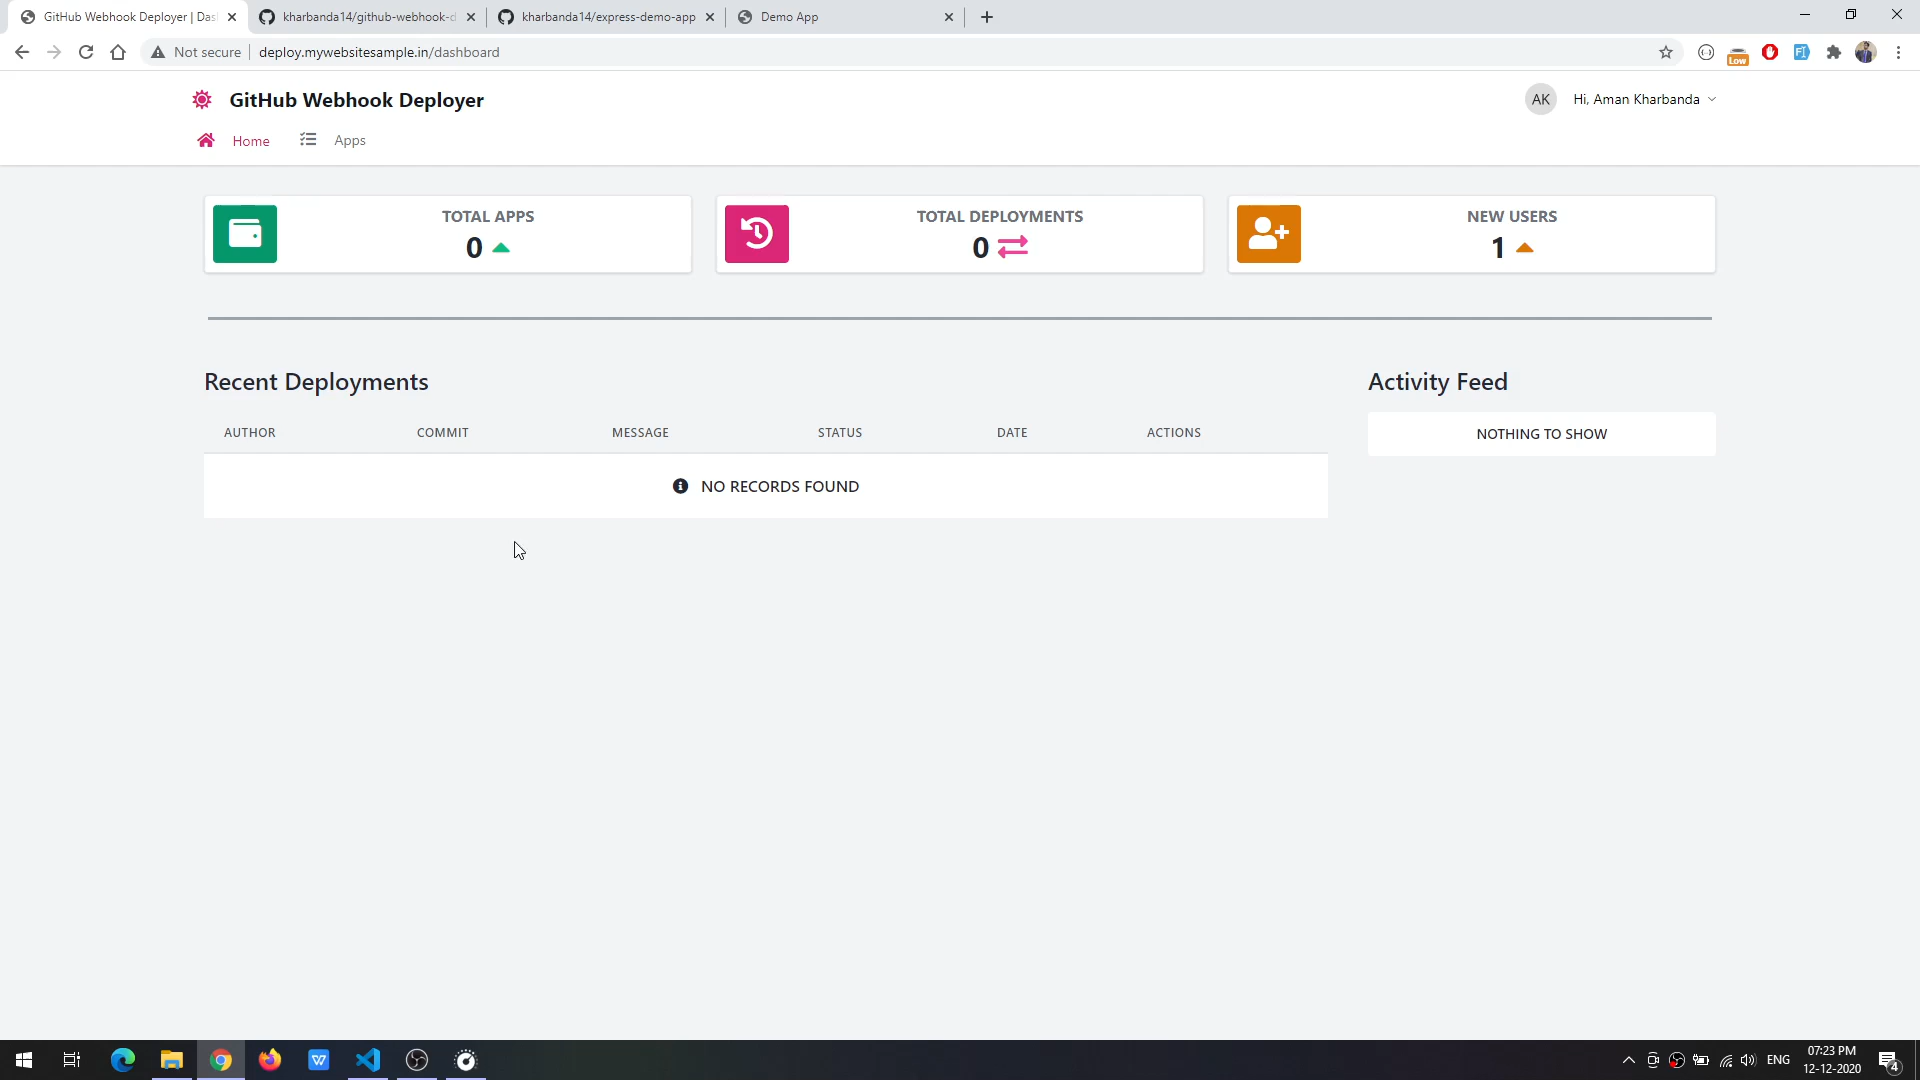 GitHub Webhook Deployer | Das
kharbanda14/github-webhook-d
kharbanda14/express-demo-app
Demo App
Not secure
deploy.mywebsitesample.in/dashboard
Low
GitHub Webhook Deployer
AK
Hi, Aman Kharbanda
Home
Apps
TOTAL APPS
0
TOTAL DEPLOYMENTS
0
NEW USERS
1
Recent Deployments
AUTHOR
COMMIT
MESSAGE
STATUS
DATE
ACTIONS
NO RECORDS FOUND
Activity Feed
NOTHING TO SHOW
ENG
07:23 PM
12-12-2020
4